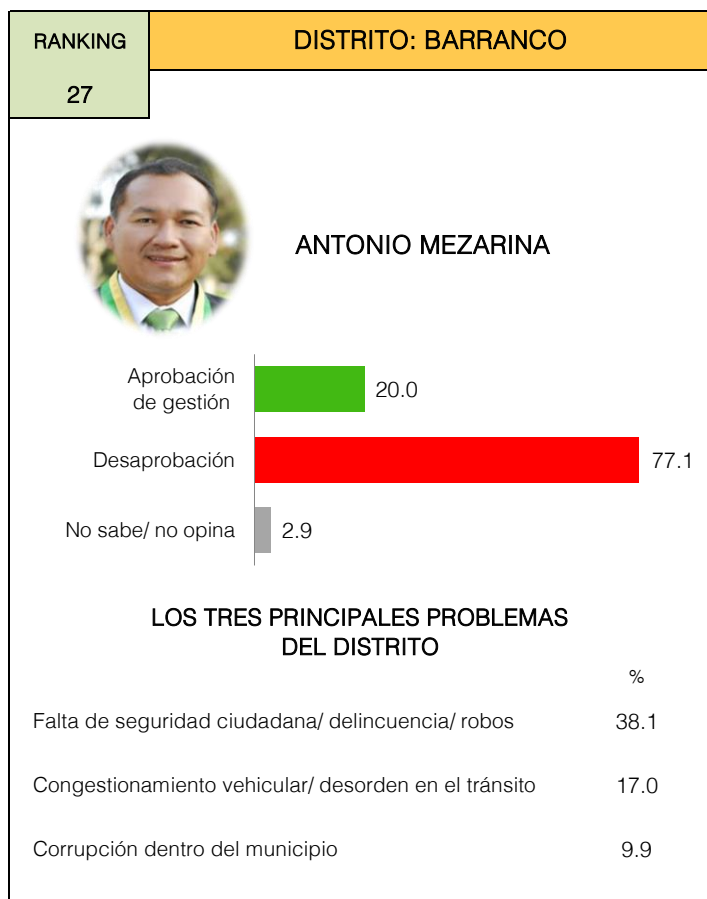 RANKING
27
DISTRITO: BARRANCO
ANTONIO MEZARINA
Aprobación
de gestión
20.0
Desaprobación
77.1
No sabe/ no opina
2.9
LOS TRES PRINCIPALES PROBLEMAS
DEL DISTRITO
%
Falta de seguridad ciudadana/ delincuencia/ robos 38.1
Congestionamiento vehicular/ desorden en el tránsito 17.0
Corrupción dentro del municipio 9.9